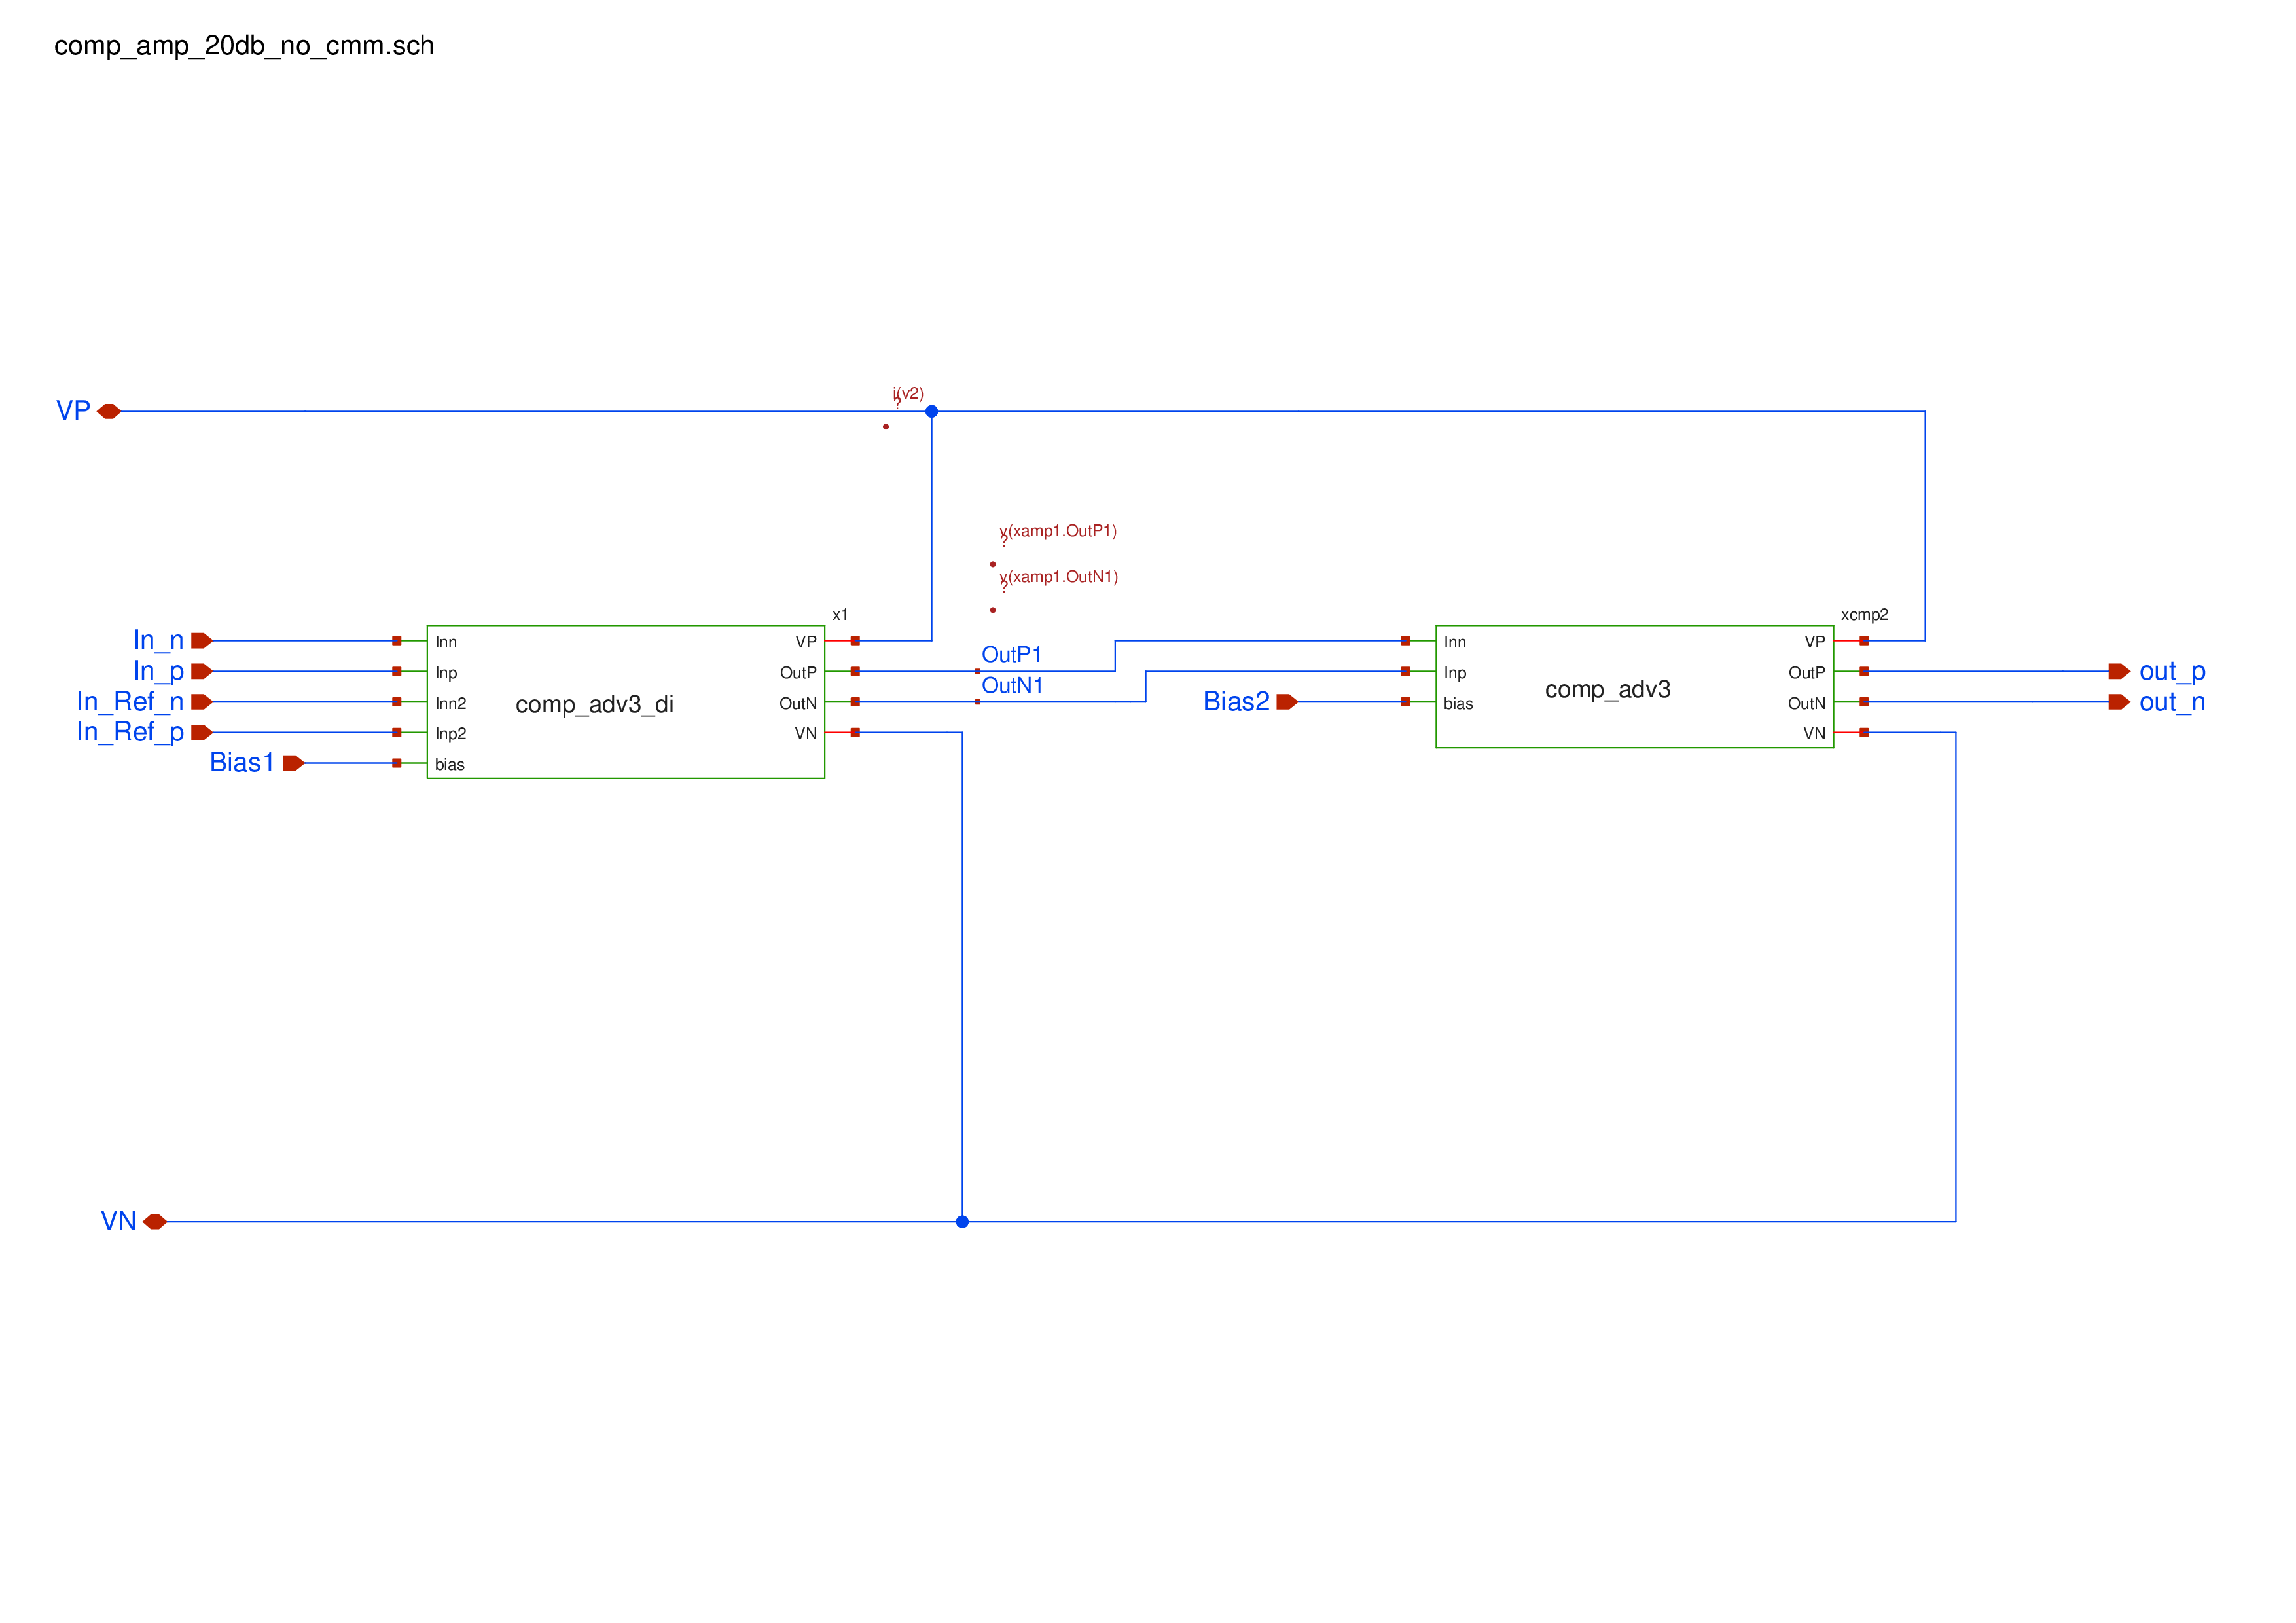 comp_amp_20db_no_cmm.sch
i(v2)
?
VP
v(xamp1.OutP1)
?
v(xamp1.OutN1)
?
x1
xcmp2
In_n
Inn
VP
Inn
VP
OutP1
In_p
Inp
OutP
Inp
OutP
out_p
OutN1
In_Ref_n
Inn2
comp_adv3_di
OutN
Bias2
bias
comp_adv3
OutN
out_n
In_Ref_p
Inp2
VN
VN
Bias1
bias
VN